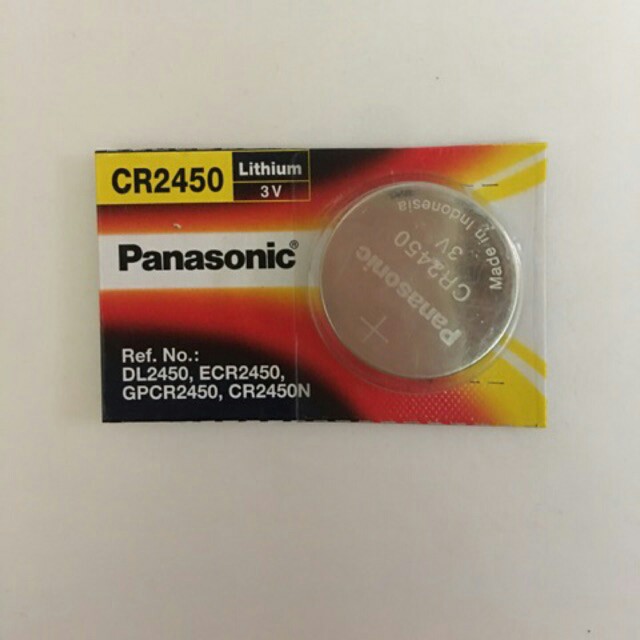 CR2450
Lithium
3V
Panasonic®
Ref. No.:
DL2450, ECR2450,
GPCR2450, CR2450N
Made in Indonesia
3V
CR2450
Panasonic
+